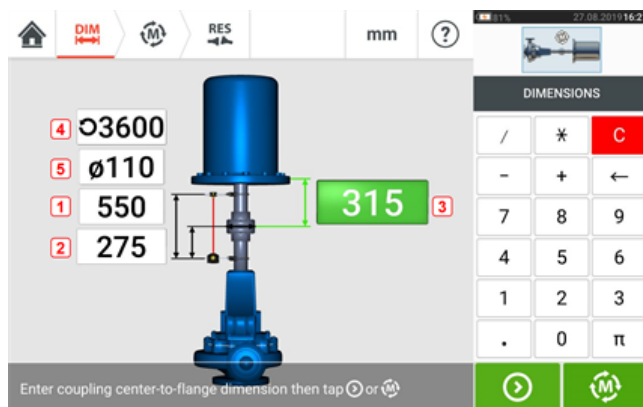 DIM
M
RES
mm
?
81%
27.08.2019 16:2
DIMENSIONS
4
3600
5
ø110
1
550
2
275
315
3
/ * C
- + ←
7 8 9
4 5 6
1 2 3
. 0 π
Enter coupling center-to-flange dimension then tap or M
M